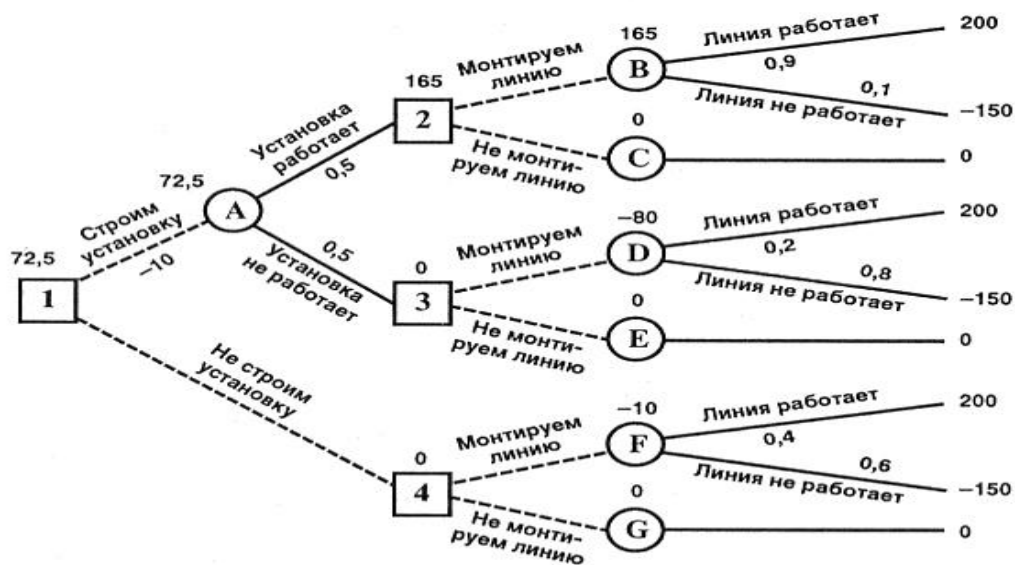 165
Монтируем
линию
165
B
Линия работает
0,9
200
0,1
Линия не работает
−150
2
Установка
работает
0,5
Не монти-
руем линию
0
C
0
72,5
A
Строим
установку
−10
72,5
1
0,5
Установка
не работает
0
3
Монтируем
линию
−80
D
Линия работает
0,2
200
0,8
Линия не работает
−150
Не монти-
руем линию
0
E
0
Не строим
установку
0
4
Монтируем
линию
−10
F
Линия работает
0,4
200
0,6
Линия не работает
−150
Не монти-
руем линию
0
G
0